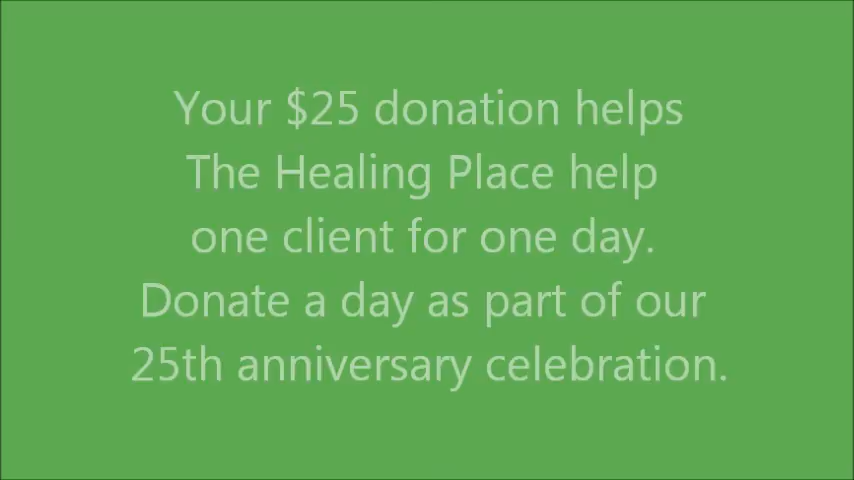 Your $25 donation helps
The Healing Place help
one client for one day.
Donate a day as part of our
25th anniversary celebration.